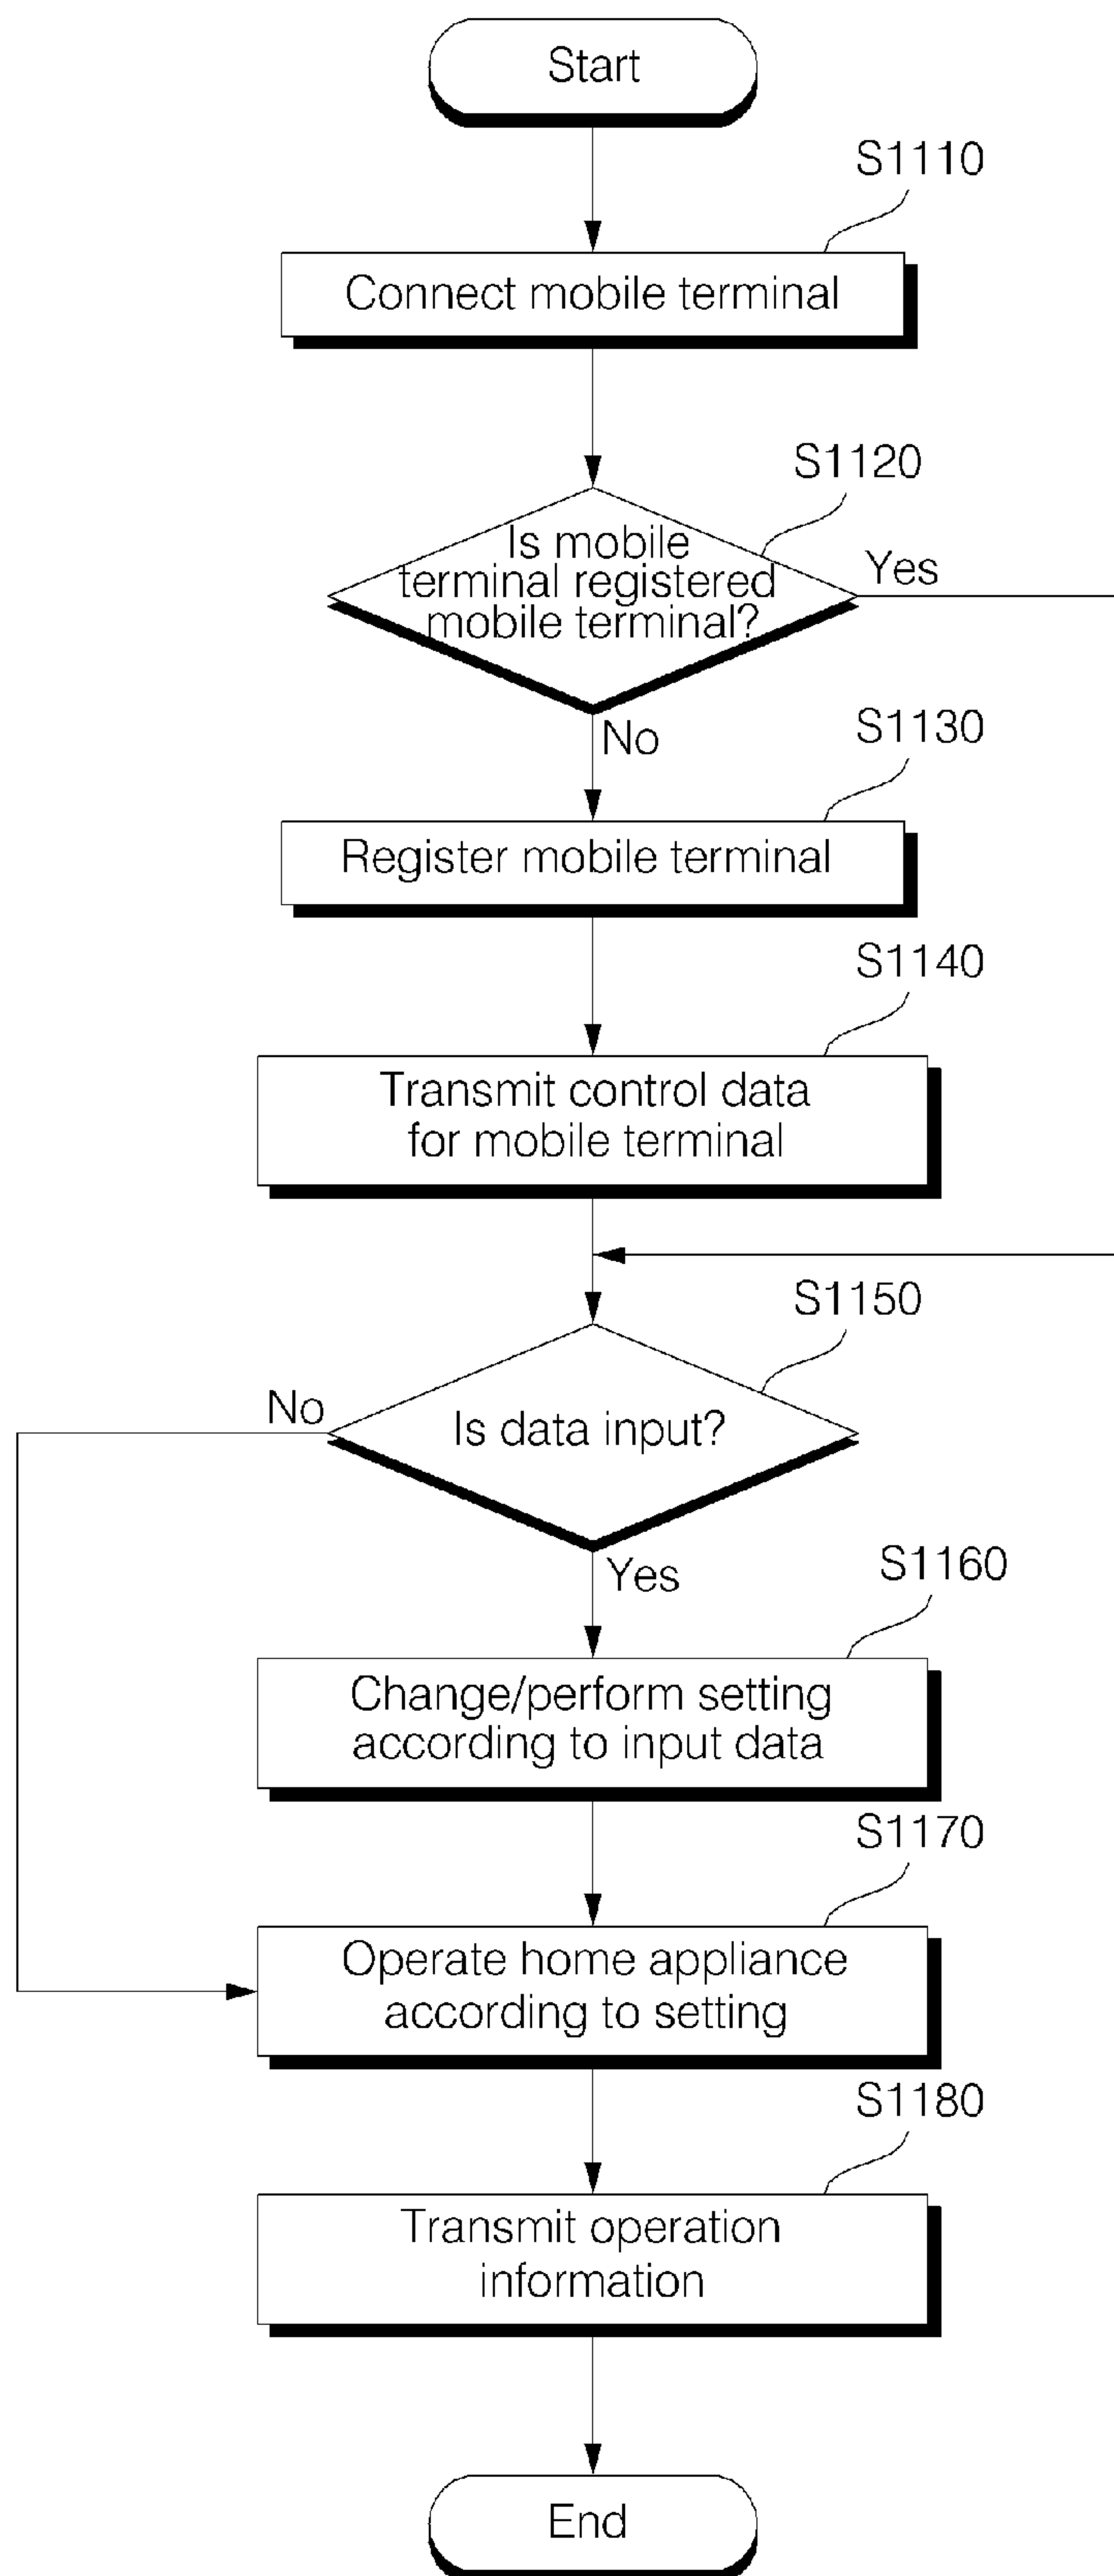 Start
S1110
Connect mobile terminal
S1120
Is mobile
terminal registered
mobile terminal?
Yes
No
S1130
Register mobile terminal
S1140
Transmit control data
for mobile terminal
S1150
No
Is data input?
Yes
S1160
Change/perform setting
according to input data
S1170
Operate home appliance
according to setting
S1180
Transmit operation
information
End